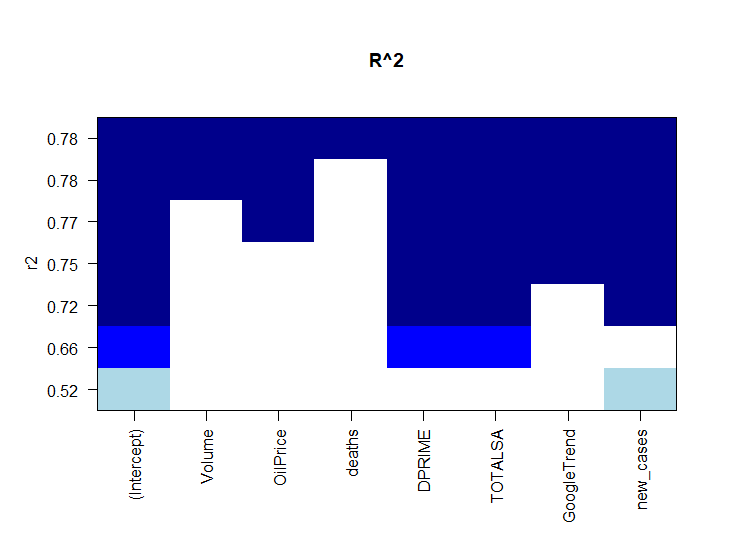 R^2
r2
0.78
0.78
0.77
0.75
0.72
0.66
0.52
(Intercept)
Volume
OilPrice
deaths
DPRIME
TOTALSA
GoogleTrend
new_cases